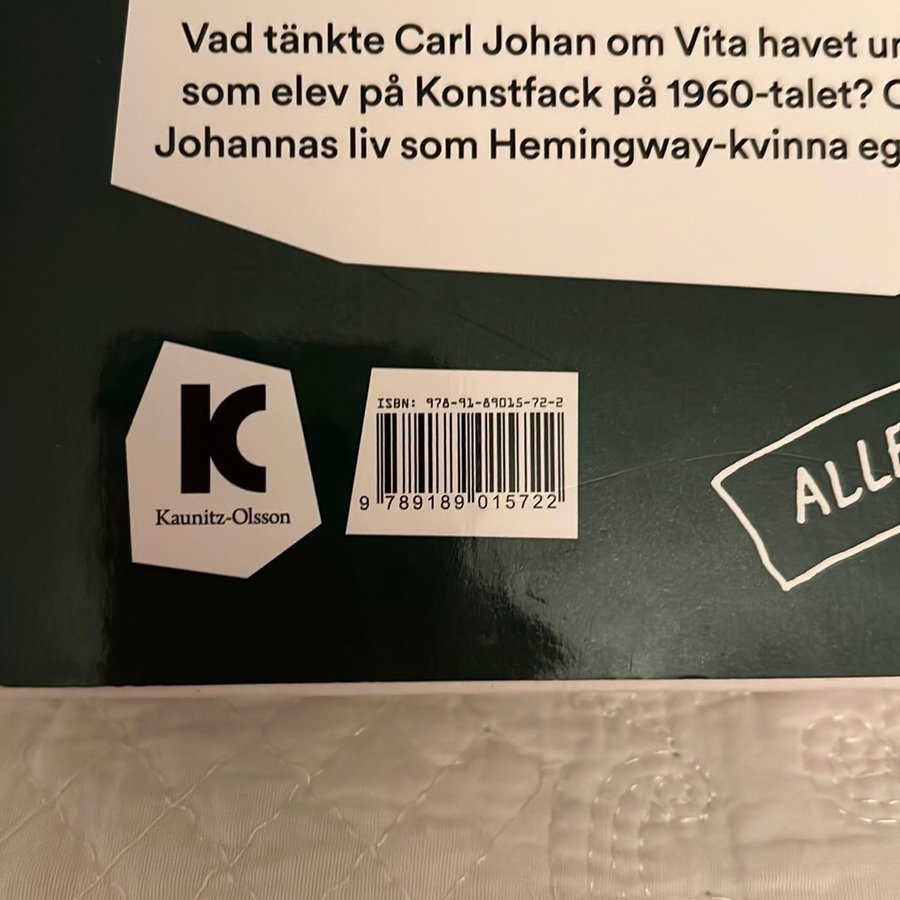 Vad tänkte Carl Johan om Vita havet
som elev på Konstfack på 1960-talet?
Johannas liv som Hemingway-kvinna
K
Kaunitz-Olsson
ISBN: 978-91-89015-72-2
9 789189 015722